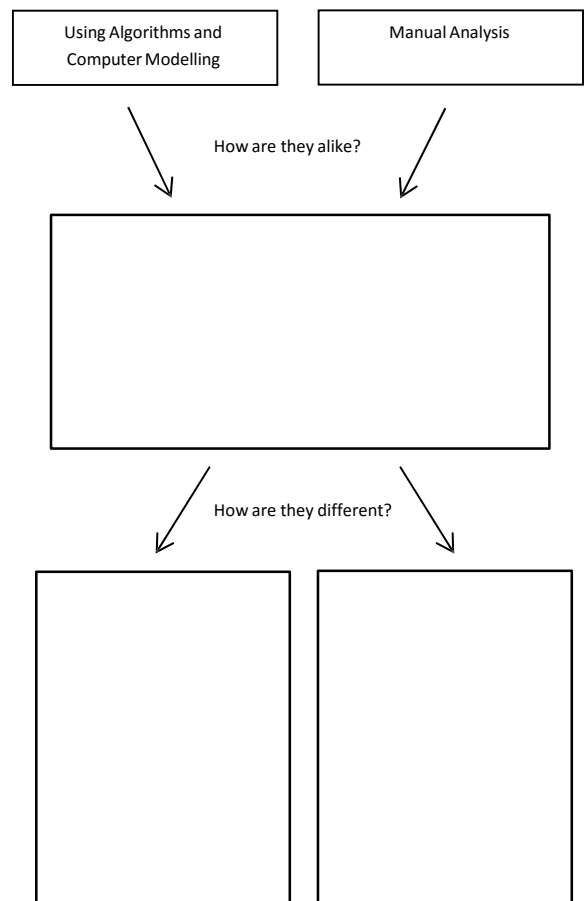 Using Algorithms and
Computer Modelling
Manual Analysis
How are they alike?
How are they different?